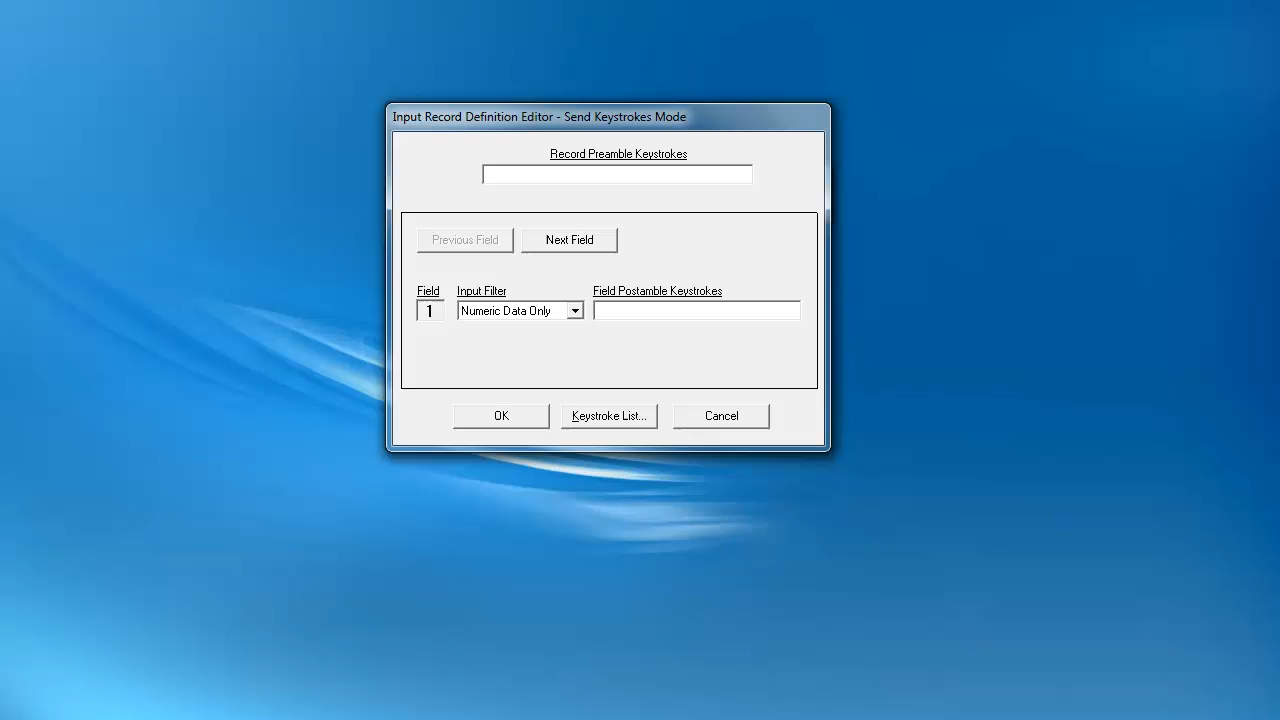 Input Record Definition Editor - Send Keystrokes Mode
Record Preamble Keystrokes
Previous Field Next Field
Field Input Filter Field Postamble Keystrokes
1 Numeric Data Only
OK Keystroke List... Cancel